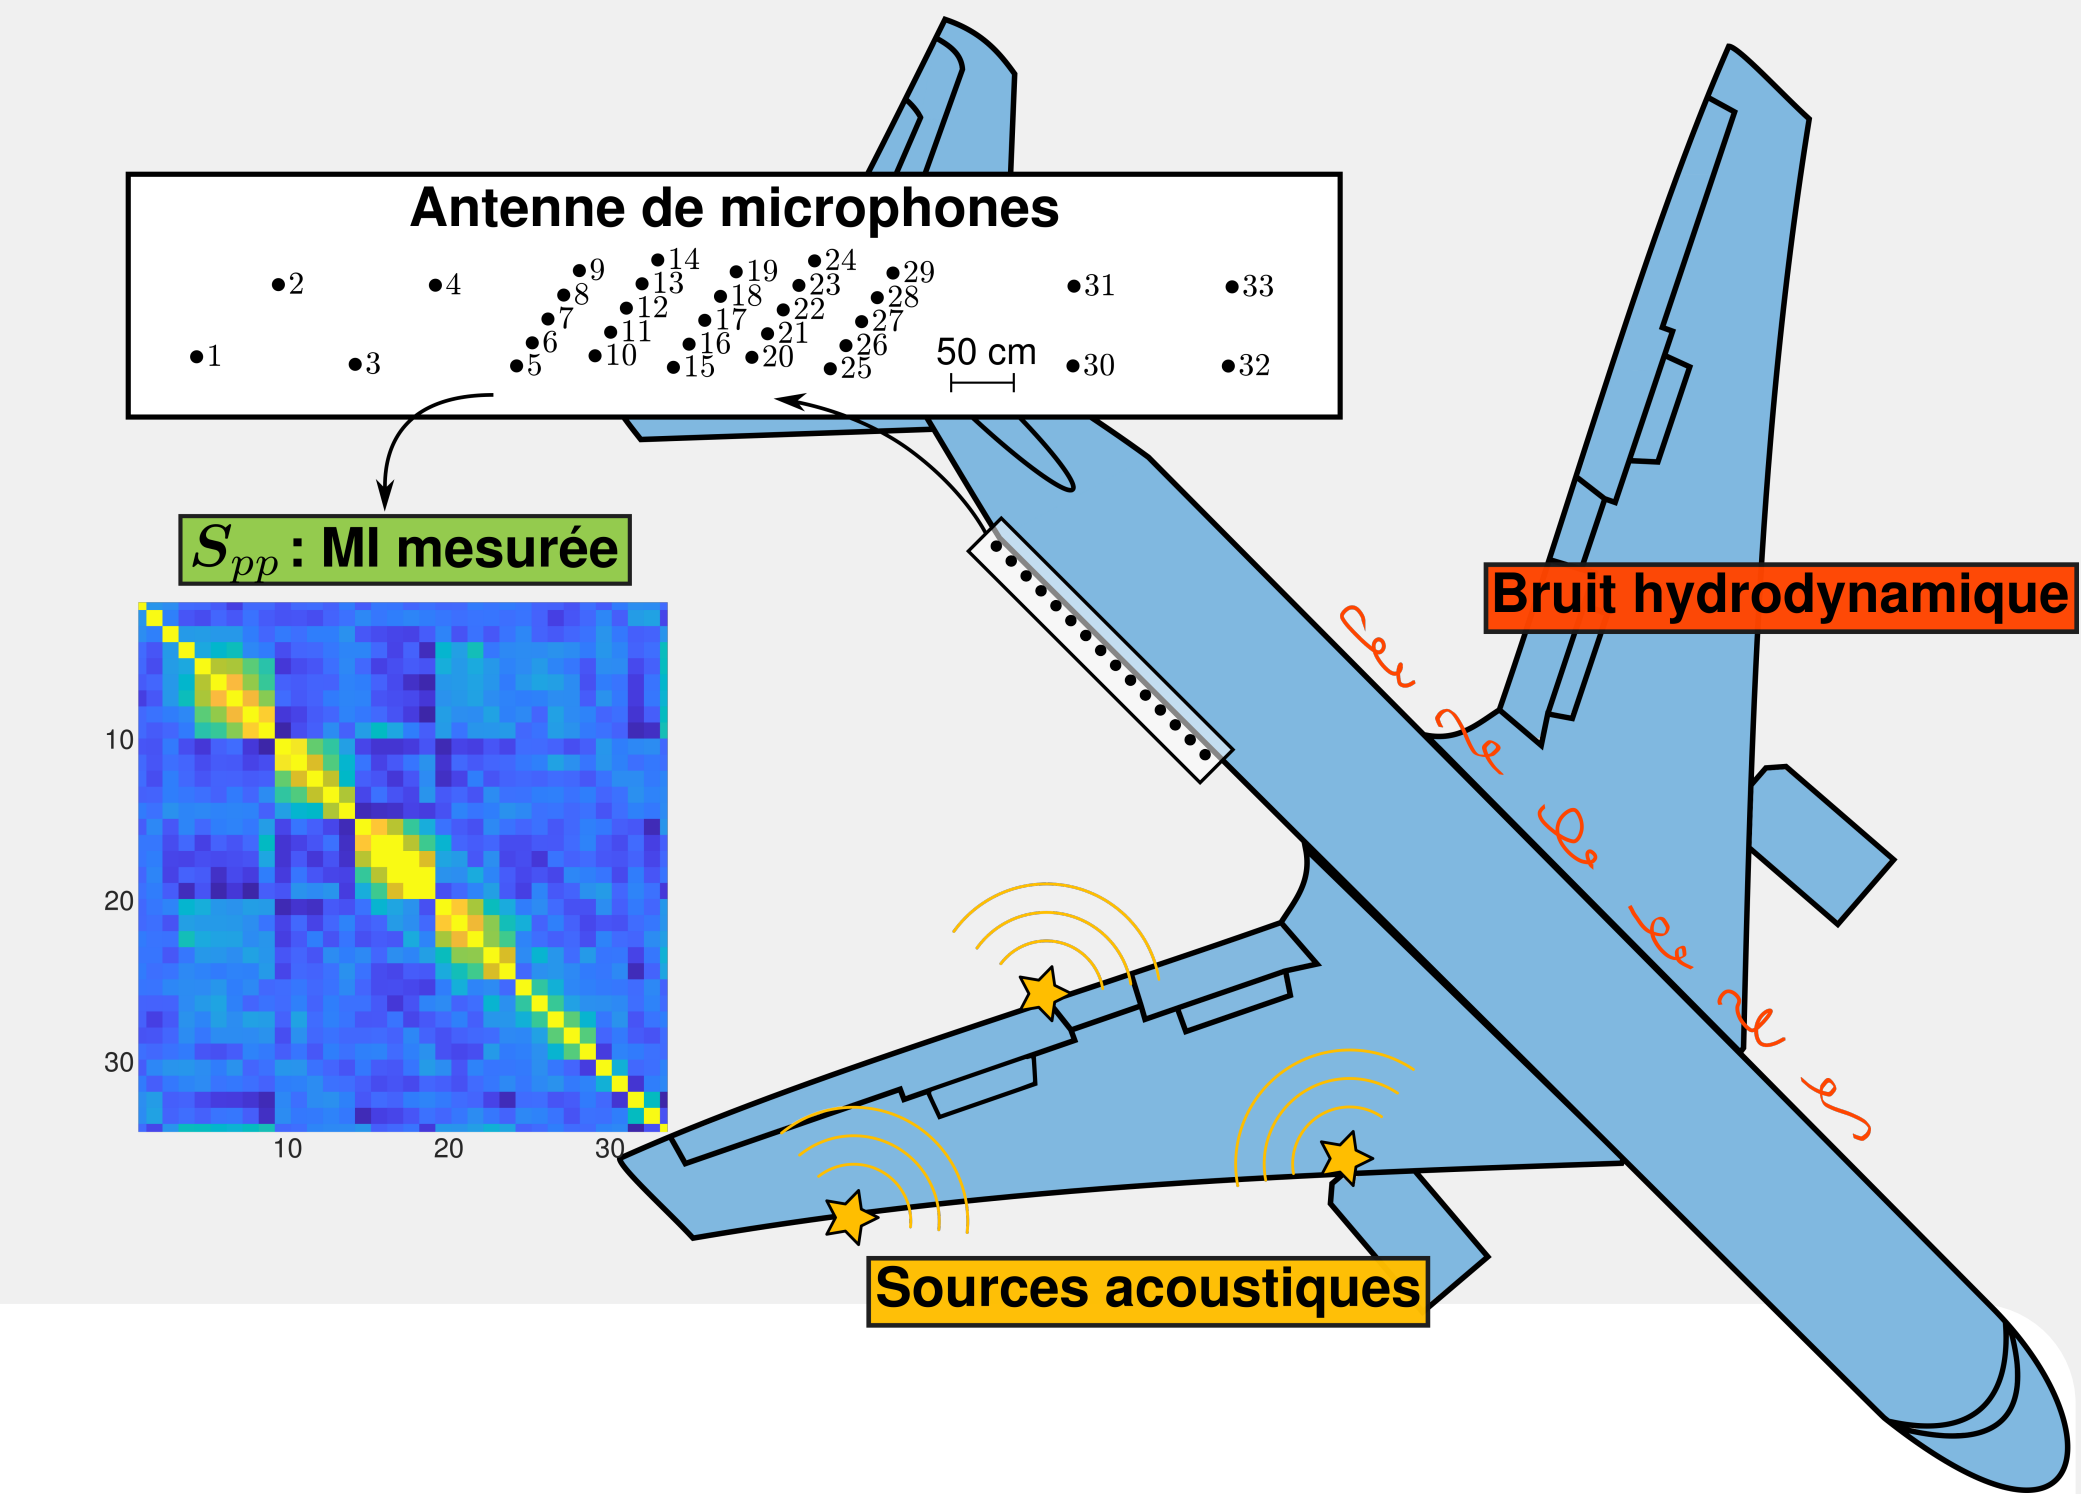 Antenne de microphones
14 24
9 19 29
2 4 13 23 31 33
8 18 28
12 22
7 17 27
11 21
6 16 26
1 10 20 50 cm
3 5 15 25 30 32
S_pp : MI mesurée
Bruit hydrodynamique
10
20
30
10 20 30
Sources acoustiques